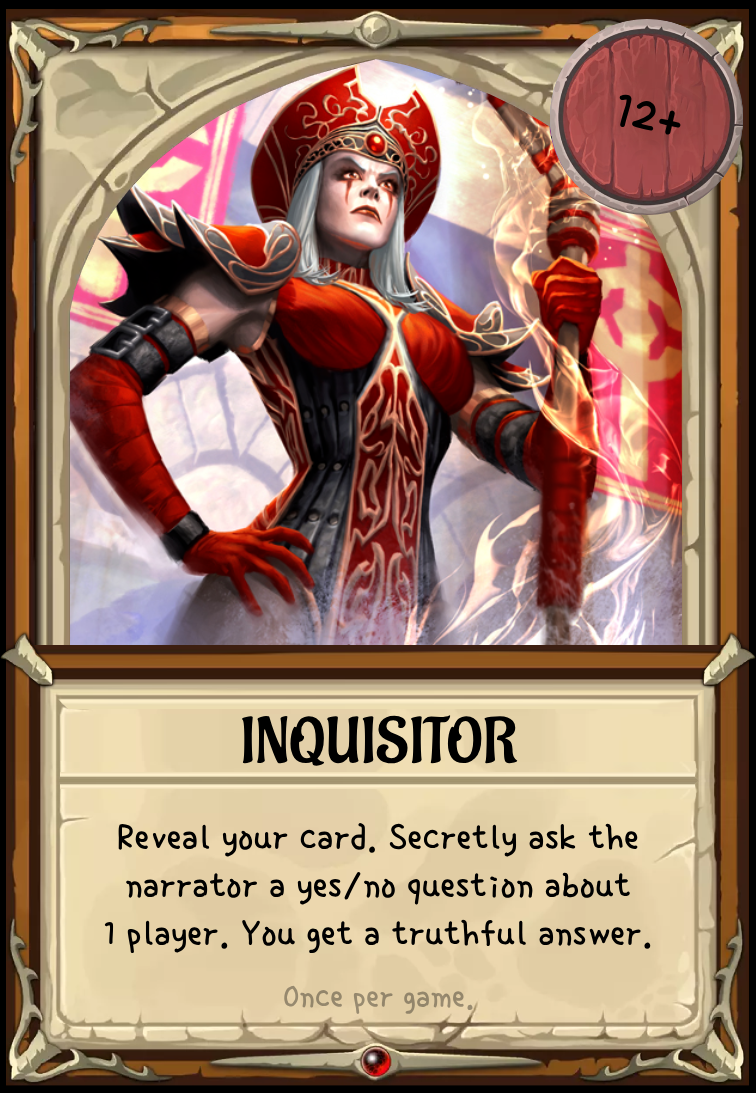 12+
INQUISITOR
Reveal your card. Secretly ask the
narrator a yes/no question about
1 player. You get a truthful answer.
Once per game.